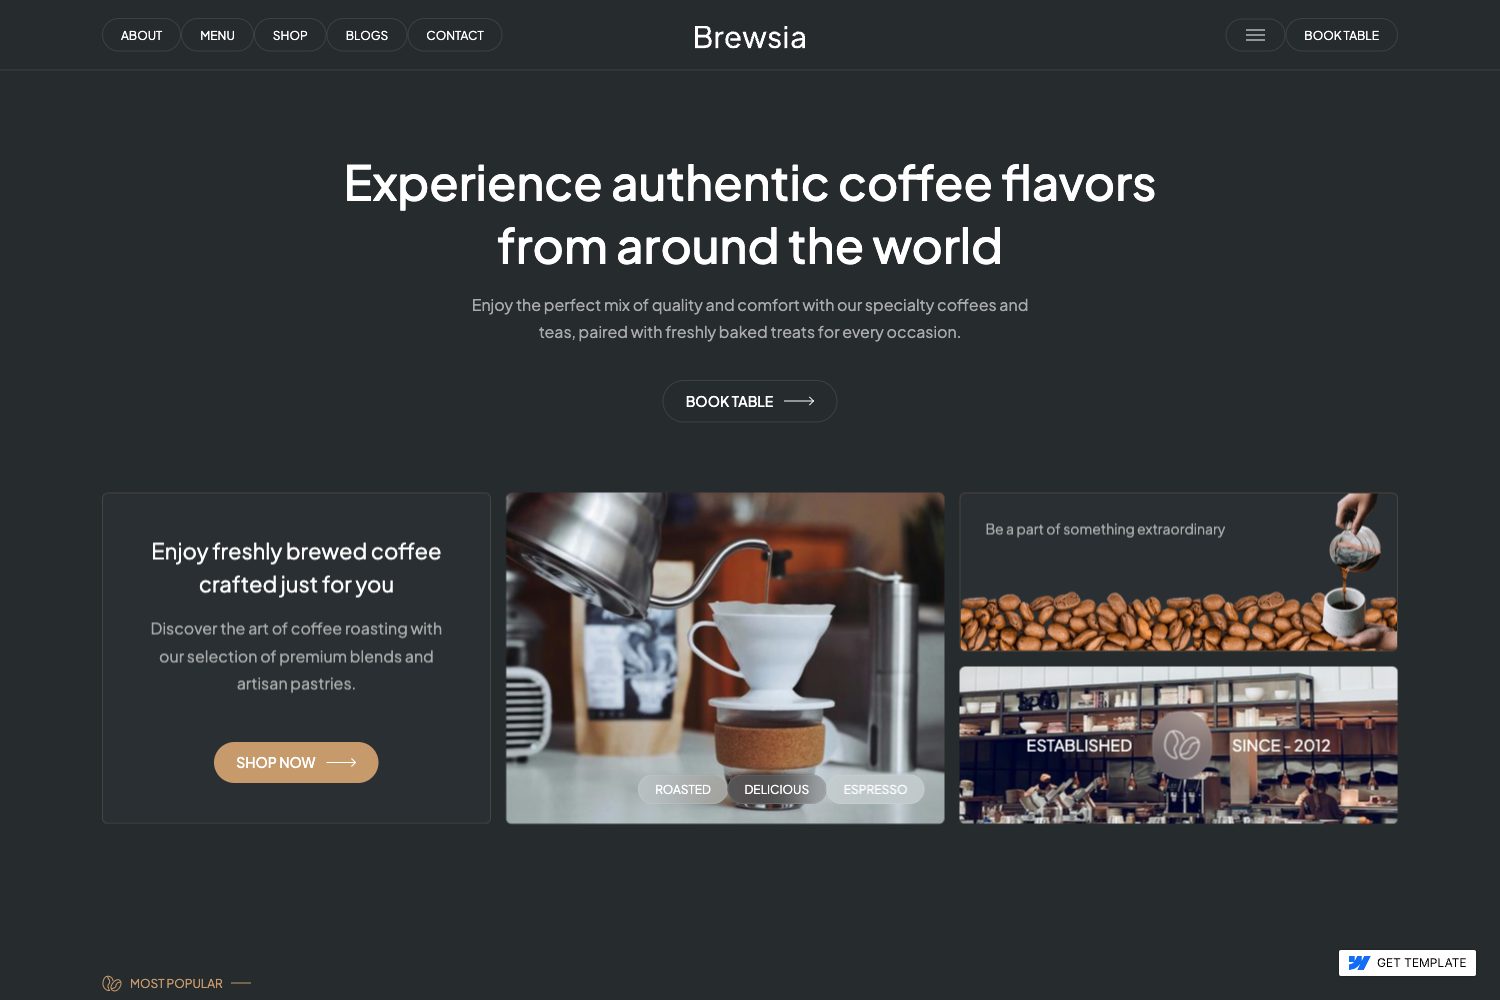 ABOUT
MENU
SHOP
BLOGS
CONTACT
Brewsia
BOOK TABLE
Experience authentic coffee flavors
from around the world
Enjoy the perfect mix of quality and comfort with our specialty coffees and
teas, paired with freshly baked treats for every occasion.
BOOK TABLE
Enjoy freshly brewed coffee
crafted just for you
Discover the art of coffee roasting with
our selection of premium blends and
artisan pastries.
SHOP NOW
ROASTED
DELICIOUS
ESPRESSO
Be a part of something extraordinary
ESTABLISHED
SINCE - 2012
MOST POPULAR
GET TEMPLATE